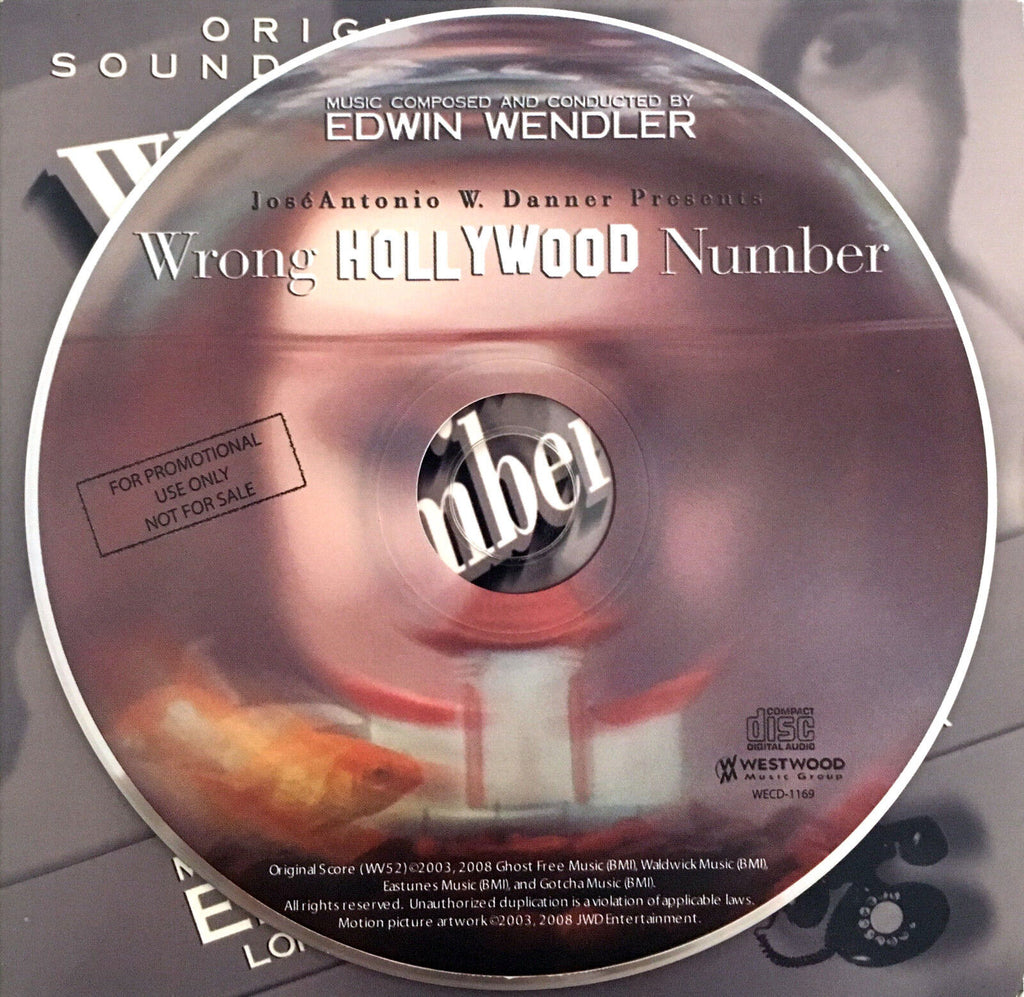 ORIG
SOUND
W
MUSIC COMPOSED AND CONDUCTED BY
EDWIN WENDLER
JoséAntonio W. Danner Presents
Wrong HOLLYWOOD Number
mber
FOR PROMOTIONAL
USE ONLY
NOT FOR SALE
COMPACT
disc
DIGITAL AUDIO
WESTWOOD
Music Group
WECD-1169
M
E
LON
Original Score (WV52)©2003, 2008 Ghost Free Music (BMI), Waldwick Music (BMI),
Eastunes Music (BMI), and Gotcha Music (BMI).
All rights reserved. Unauthorized duplication is a violation of applicable laws.
Motion picture artwork ©2003, 2008 JWD Entertainment.